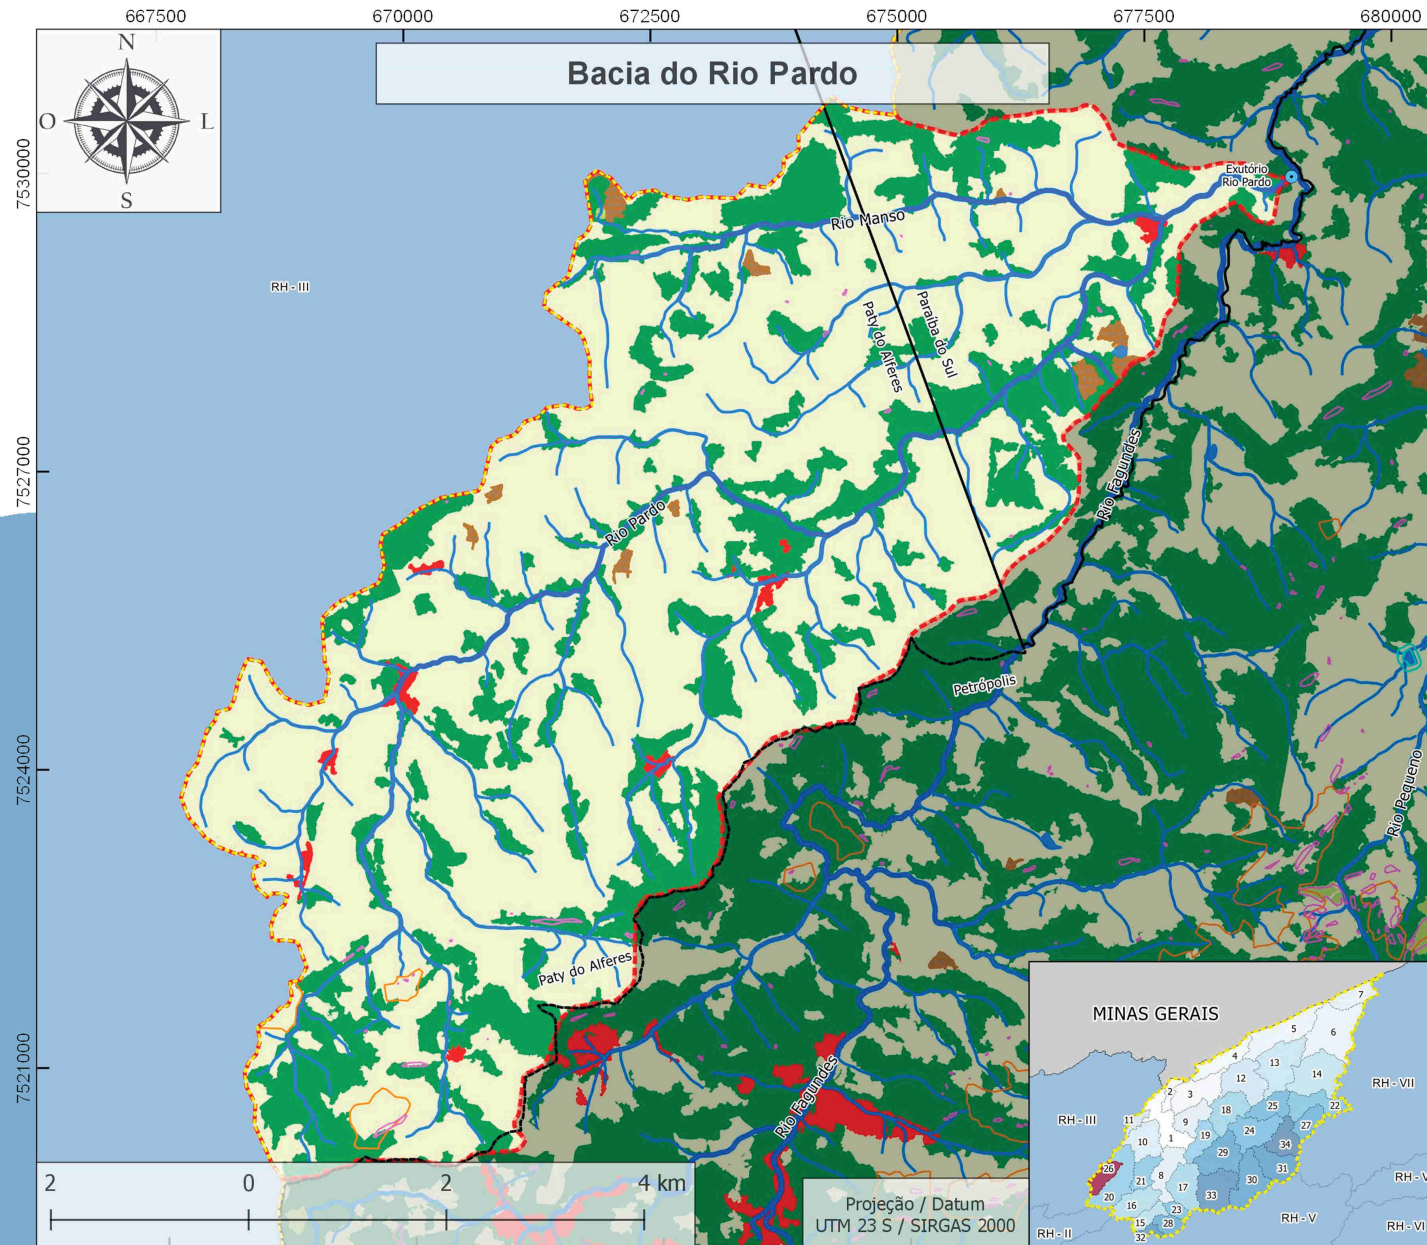 667500
670000
672500
675000
677500
680000
N
O
L
S
Bacia do Rio Pardo
7530000
Exutório
Rio Pardo
Rio Manso
RH - III
Paraíba do Sul
Paty do Alferes
7527000
Rio Fagundes
Rio Pardo
Petrópolis
7524000
Rio Pequeno
Paty do Alferes
7521000
Rio Fagundes
2
0
2
4 km
Projeção / Datum
UTM 23 S / SIRGAS 2000
MINAS GERAIS
7
5
6
4
13
12
14
RH - VII
2
3
RH - III
11
18
25
22
9
27
10
1
19
24
34
29
26
8
31
21
30
RH - V
20
17
33
16
23
15
28
RH - V
RH - II
32
RH - VI